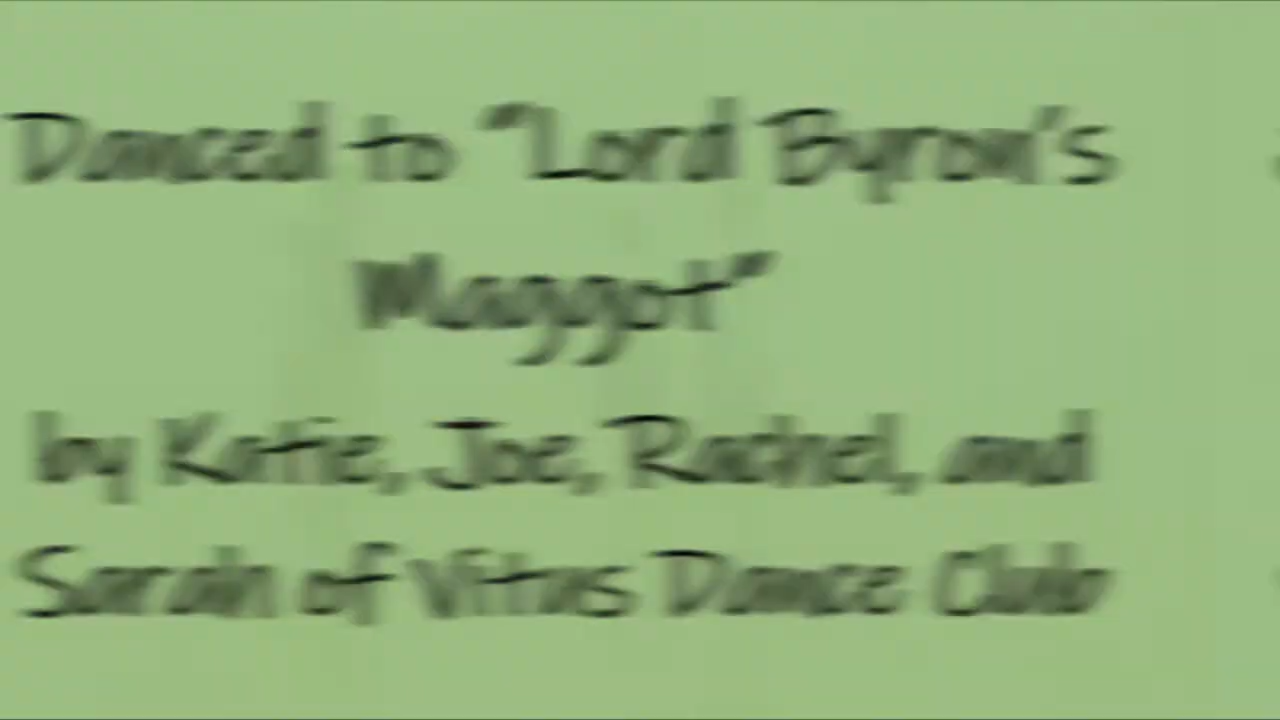 Danced to "Lord Byron's
Maggot"
by Katie, Joe, Rachel, and
Sarah of Vitus Dance Club